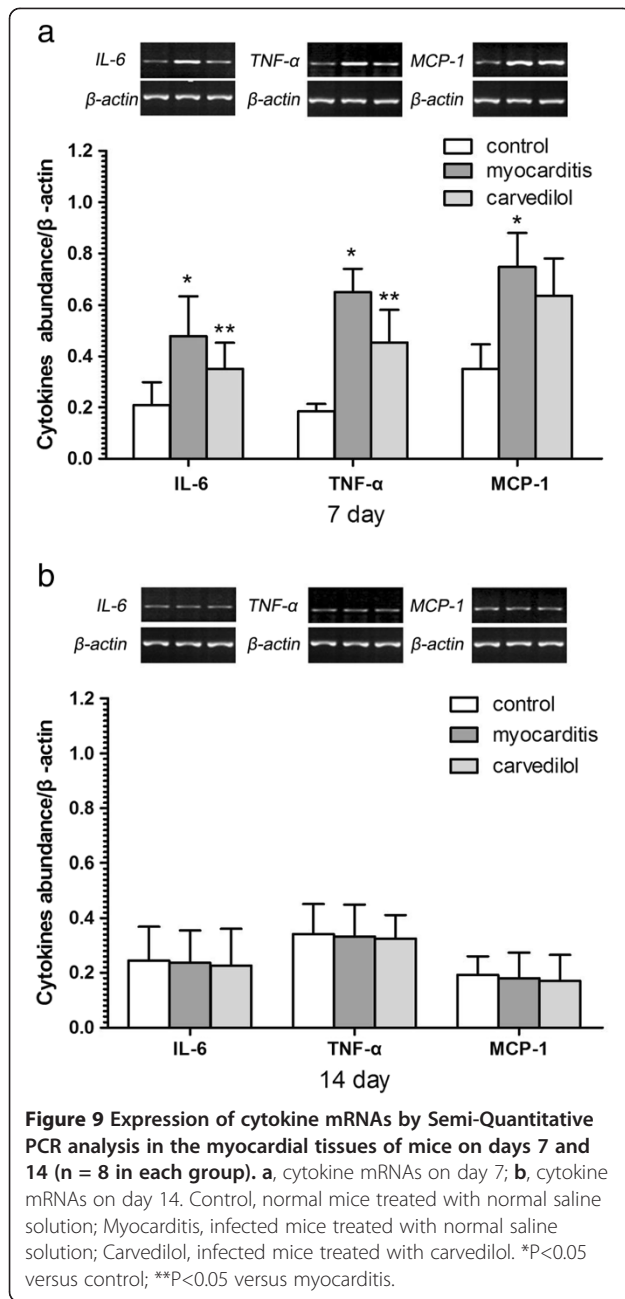 a
IL-6 TNF-α MCP-1
β-actin β-actin β-actin
control
myocarditis
carvedilol
Cytokines abundance/β -actin
1.2
1.0
0.8
0.6
0.4
0.2
0.0
* ** * ** *
IL-6 TNF-α MCP-1
7 day
b
IL-6 TNF-α MCP-1
β-actin β-actin β-actin
control
myocarditis
carvedilol
Cytokines abundance/β -actin
1.2
1.0
0.8
0.6
0.4
0.2
0.0
IL-6 TNF-α MCP-1
14 day
Figure 9 Expression of cytokine mRNAs by Semi-Quantitative
PCR analysis in the myocardial tissues of mice on days 7 and
14 (n = 8 in each group). a, cytokine mRNAs on day 7; b, cytokine
mRNAs on day 14. Control, normal mice treated with normal saline
solution; Myocarditis, infected mice treated with normal saline
solution; Carvedilol, infected mice treated with carvedilol. *P<0.05
versus control; **P<0.05 versus myocarditis.